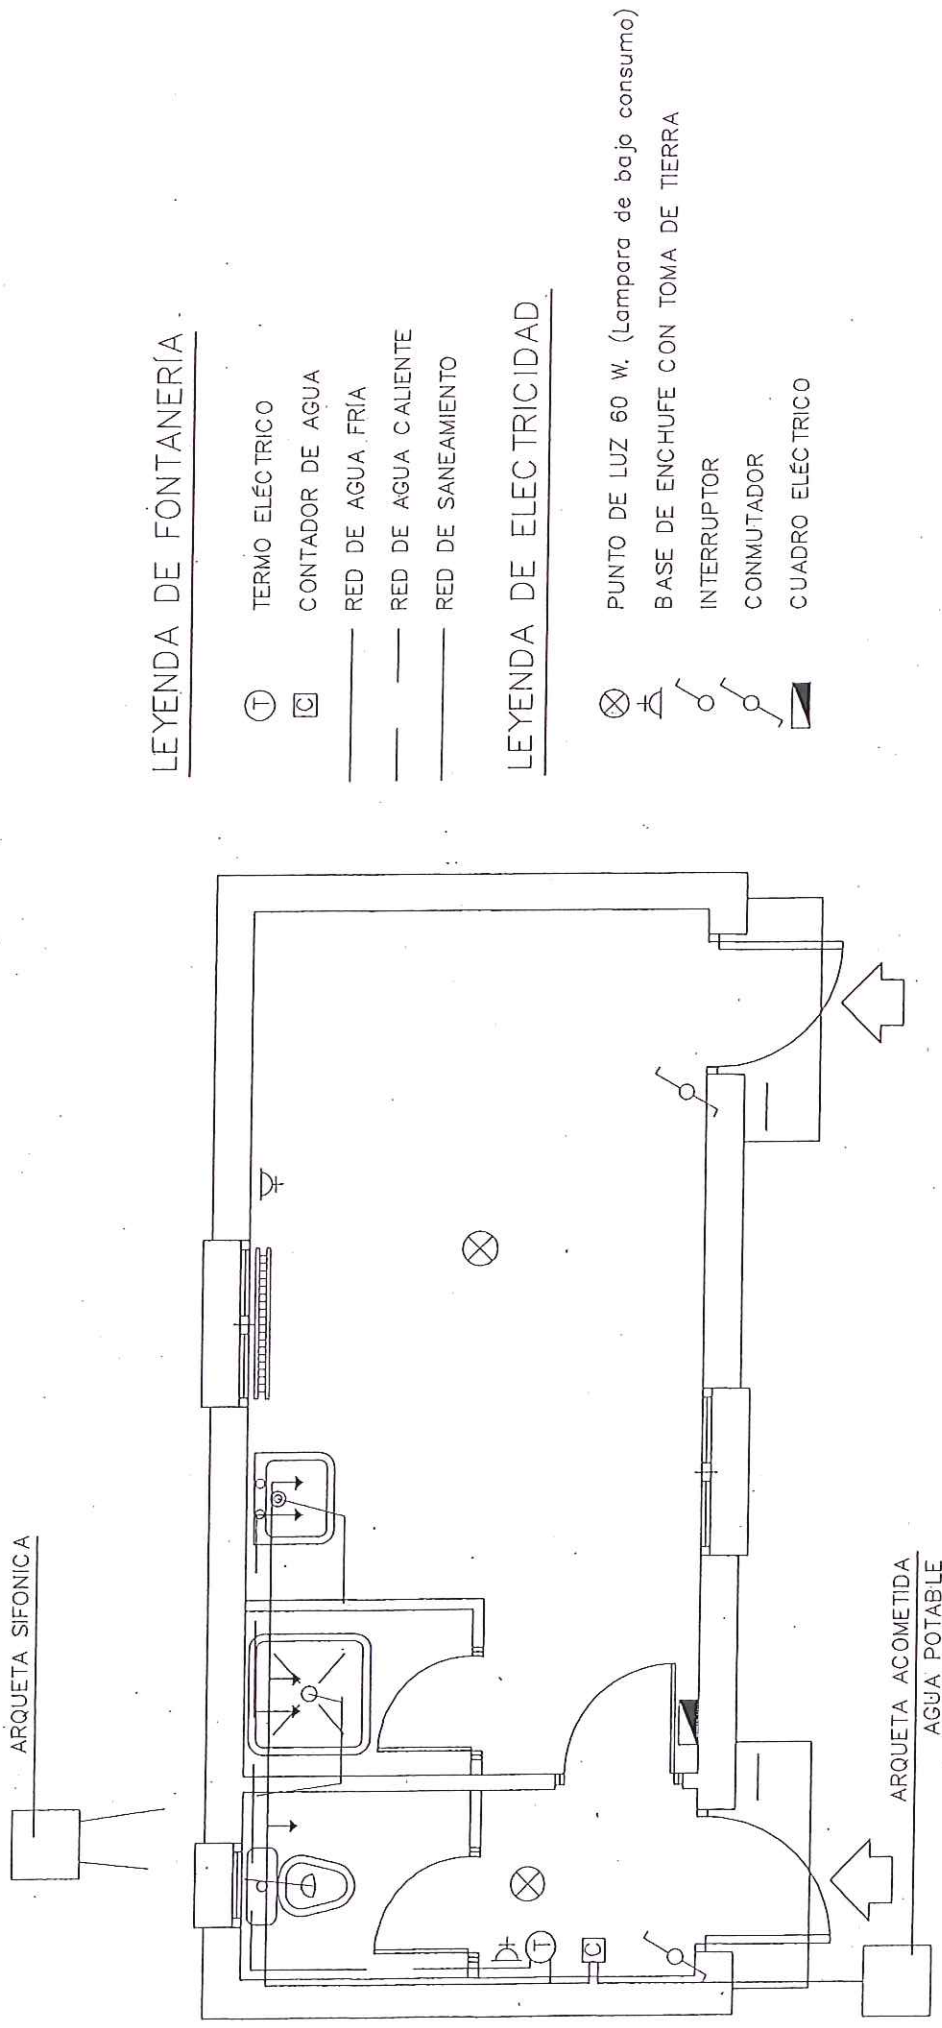 LEYENDA DE FONTANERÍA
T
TERMO ELÉCTRICO
C
CONTADOR DE AGUA
RED DE AGUA FRÍA
RED DE AGUA CALIENTE
RED DE SANEAMIENTO
LEYENDA DE ELECTRICIDAD
PUNTO DE LUZ 60 W. (Lampara de bajo consumo)
BASE DE ENCHUFE CON TOMA DE TIERRA
INTERRUPTOR
CONMUTADOR
CUADRO ELÉCTRICO
ARQUETA SIFONICA
T
C
ARQUETA ACOMETIDA
AGUA POTABLE